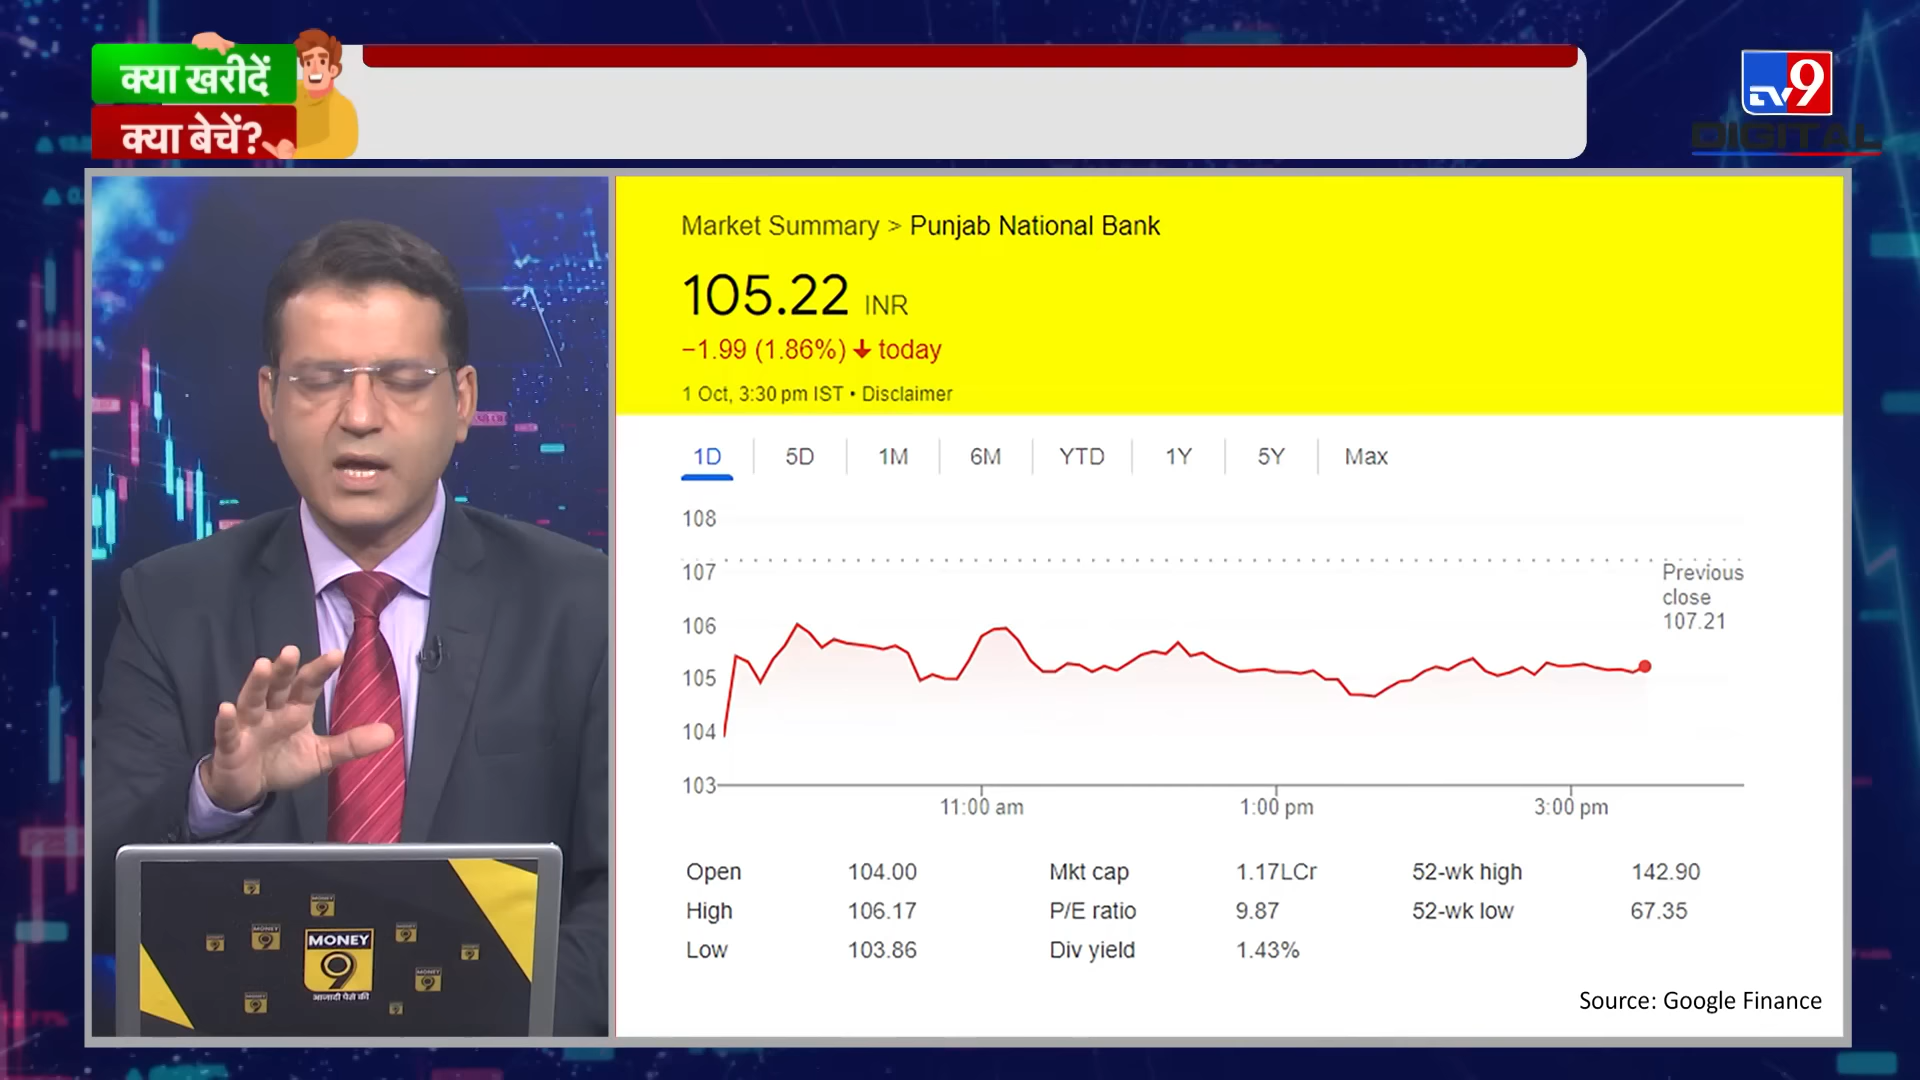 क्या खरीदें
क्या बेचें?
TV9
DIGITAL
Market Summary > Punjab National Bank
105.22 INR
−1.99 (1.86%) ↓ today
1 Oct, 3:30 pm IST • Disclaimer
1D 5D 1M 6M YTD 1Y 5Y Max
108
107
106
105
104
103
Previous
close
107.21
11:00 am 1:00 pm 3:00 pm
Open 104.00 Mkt cap 1.17LCr 52-wk high 142.90
High 106.17 P/E ratio 9.87 52-wk low 67.35
Low 103.86 Div yield 1.43%
Source: Google Finance
MONEY
9
आजादी पैसे की